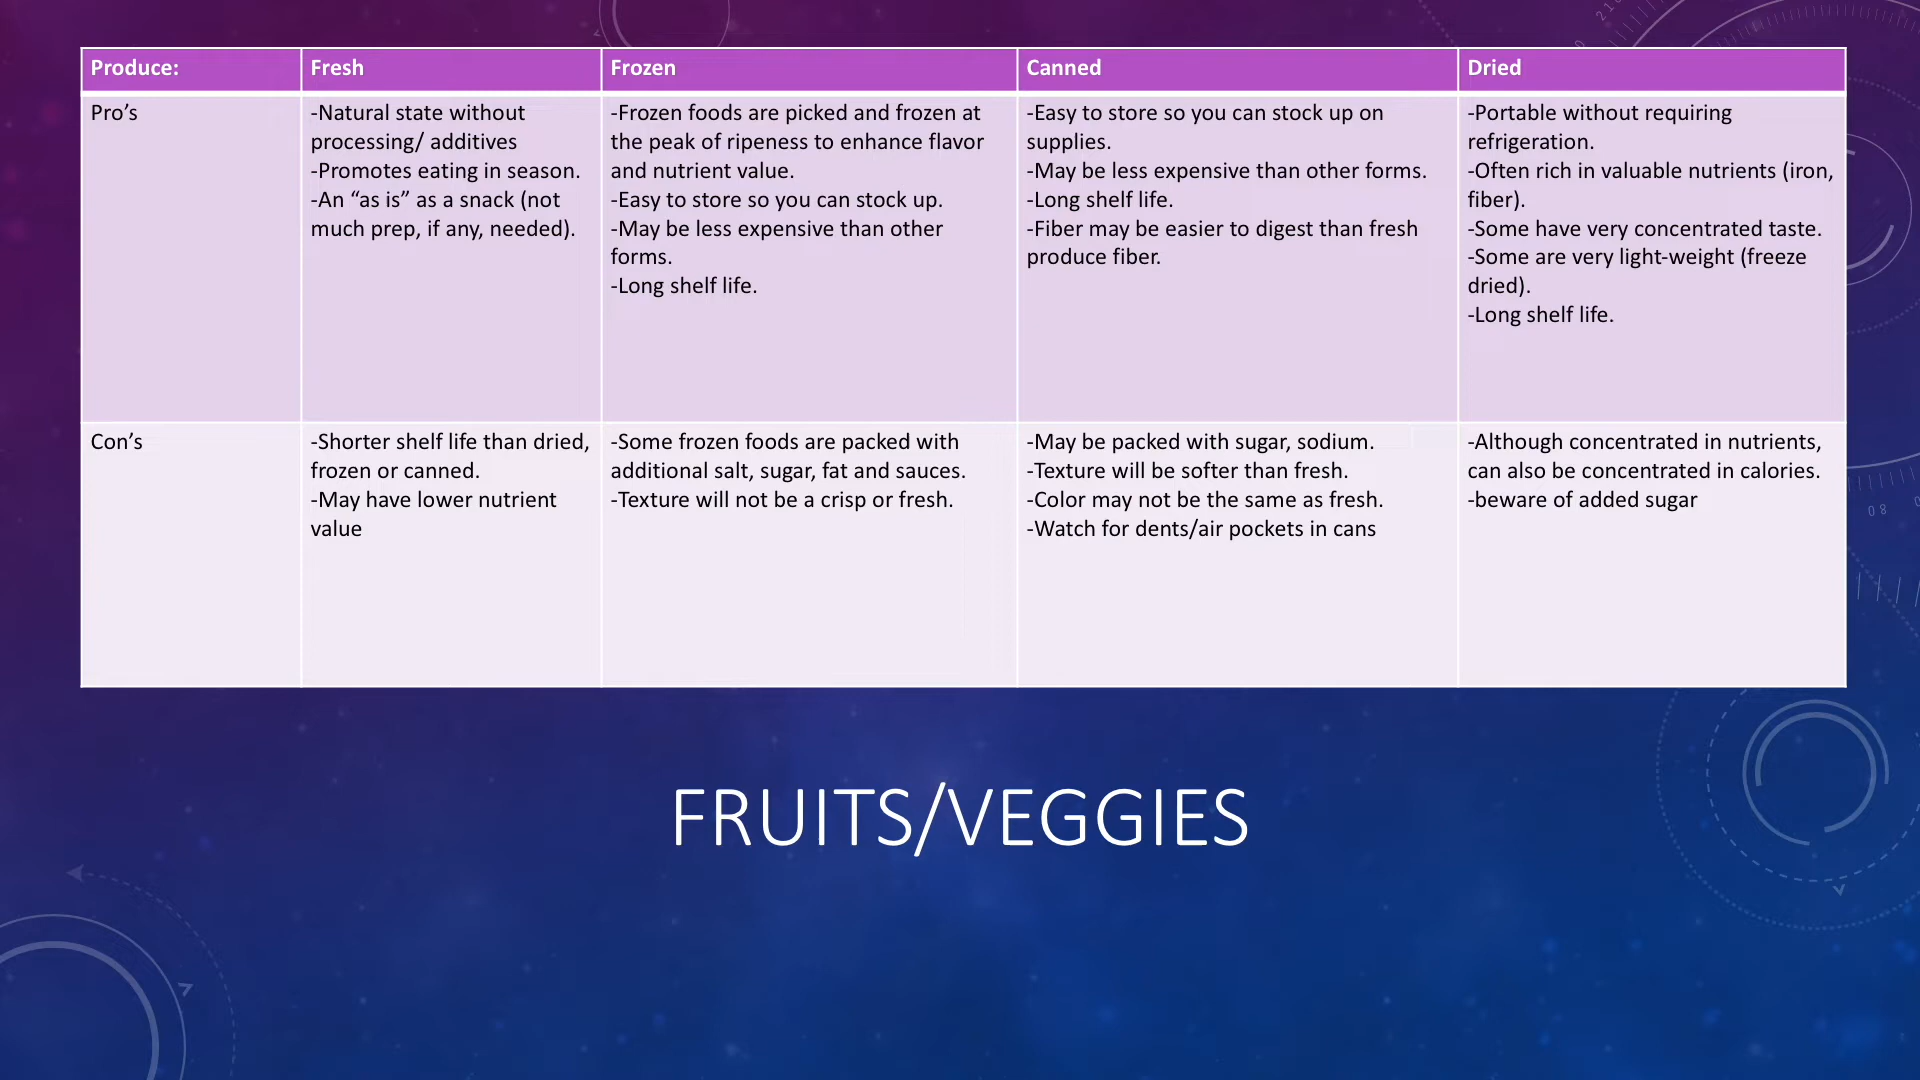 Produce:
Fresh
Frozen
Canned
Dried
Pro’s
-Natural state without
processing/ additives
-Promotes eating in season.
-An “as is” as a snack (not
much prep, if any, needed).
-Frozen foods are picked and frozen at
the peak of ripeness to enhance flavor
and nutrient value.
-Easy to store so you can stock up.
-May be less expensive than other
forms.
-Long shelf life.
-Easy to store so you can stock up on
supplies.
-May be less expensive than other forms.
-Long shelf life.
-Fiber may be easier to digest than fresh
produce fiber.
-Portable without requiring
refrigeration.
-Often rich in valuable nutrients (iron,
fiber).
-Some have very concentrated taste.
-Some are very light-weight (freeze
dried).
-Long shelf life.
Con’s
-Shorter shelf life than dried,
frozen or canned.
-May have lower nutrient
value
-Some frozen foods are packed with
additional salt, sugar, fat and sauces.
-Texture will not be a crisp or fresh.
-May be packed with sugar, sodium.
-Texture will be softer than fresh.
-Color may not be the same as fresh.
-Watch for dents/air pockets in cans
-Although concentrated in nutrients,
can also be concentrated in calories.
-beware of added sugar
FRUITS/VEGGIES